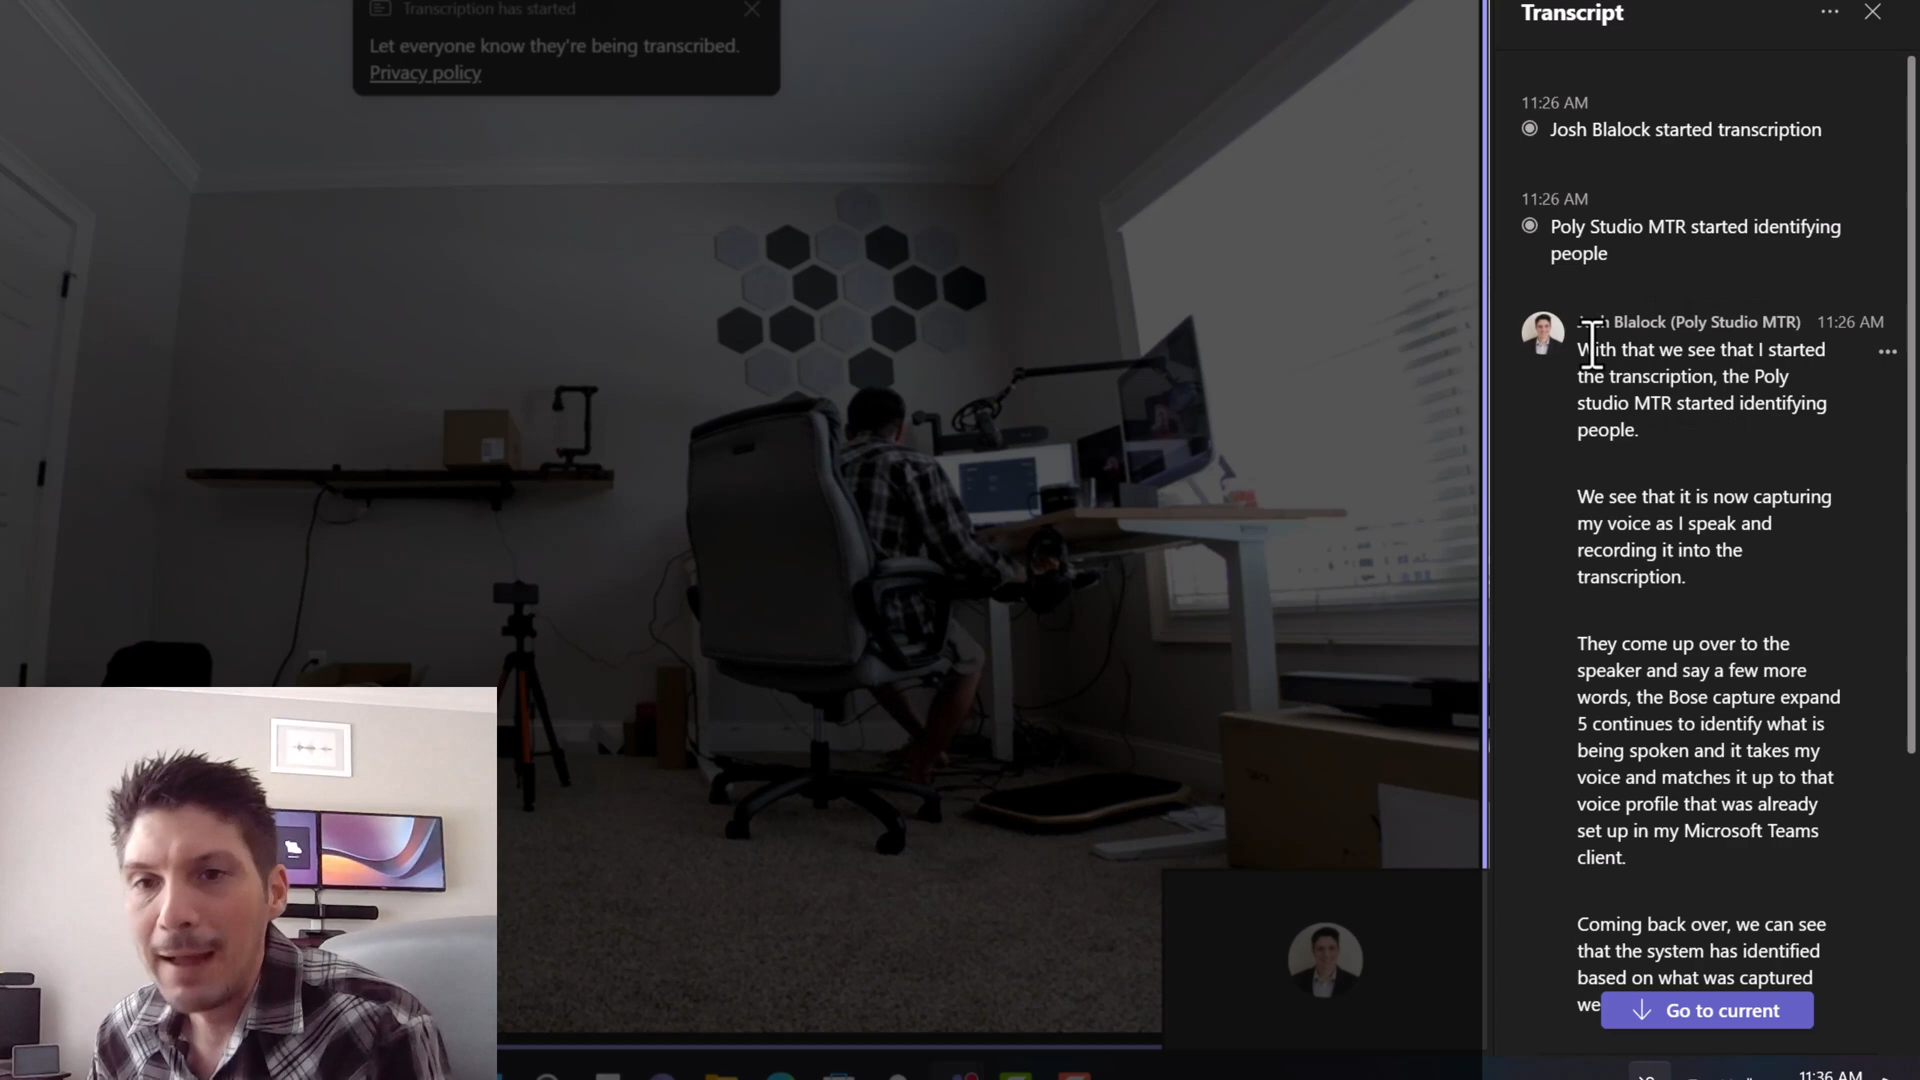 Transcription has started
Let everyone know they're being transcribed.
Privacy policy
Transcript
11:26 AM
Josh Blalock started transcription
11:26 AM
Poly Studio MTR started identifying
people
Josh Blalock (Poly Studio MTR) 11:26 AM
With that we see that I started
the transcription, the Poly
studio MTR started identifying
people.
We see that it is now capturing
my voice as I speak and
recording it into the
transcription.
They come up over to the
speaker and say a few more
words, the Bose capture expand
5 continues to identify what is
being spoken and it takes my
voice and matches it up to that
voice profile that was already
set up in my Microsoft Teams
client.
Coming back over, we can see
that the system has identified
based on what was captured
we
Go to current
11:36 AM